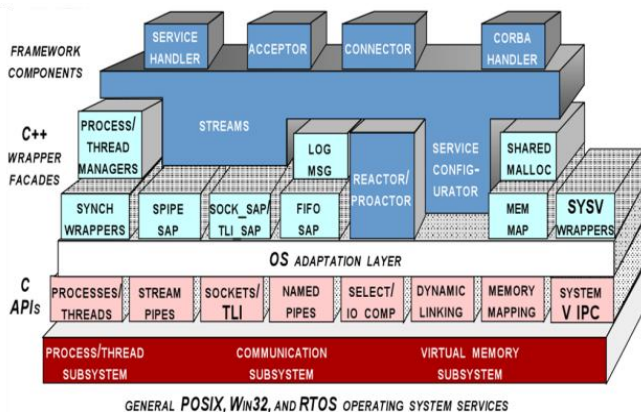 FRAMEWORK
COMPONENTS
SERVICE
HANDLER
ACCEPTOR
CONNECTOR
CORBA
HANDLER
C++
WRAPPER
FACADES
PROCESS/
THREAD
MANAGERS
STREAMS
LOG
MSG
REACTOR/
PROACTOR
SERVICE
CONFIG-
URATOR
SHARED
MALLOC
SYNCH
WRAPPERS
SPIPE
SAP
SOCK_SAP/
TLI_SAP
FIFO
SAP
MEM
MAP
SYSV
WRAPPERS
OS ADAPTATION LAYER
C
APIS
PROCESSES/
THREADS
STREAM
PIPES
SOCKETS/
TLI
NAMED
PIPES
SELECT/
IO COMP
DYNAMIC
LINKING
MEMORY
MAPPING
SYSTEM
V IPC
PROCESS/THREAD
SUBSYSTEM
COMMUNICATION
SUBSYSTEM
VIRTUAL MEMORY
SUBSYSTEM
GENERAL POSIX, WIN32, AND RTOS OPERATING SYSTEM SERVICES